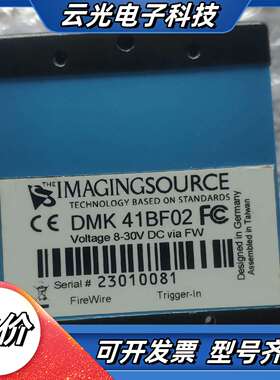 云光电子科技
THE
IMAGINGSOURCE
TECHNOLOGY BASED ON STANDARDS
CE DMK 41BF02 FC
Voltage 8-30V DC via FW
Serial # 23010081
FireWire Trigger-In
Designed in Germany
Assembled in Taiwan
价
可开发票 型号齐